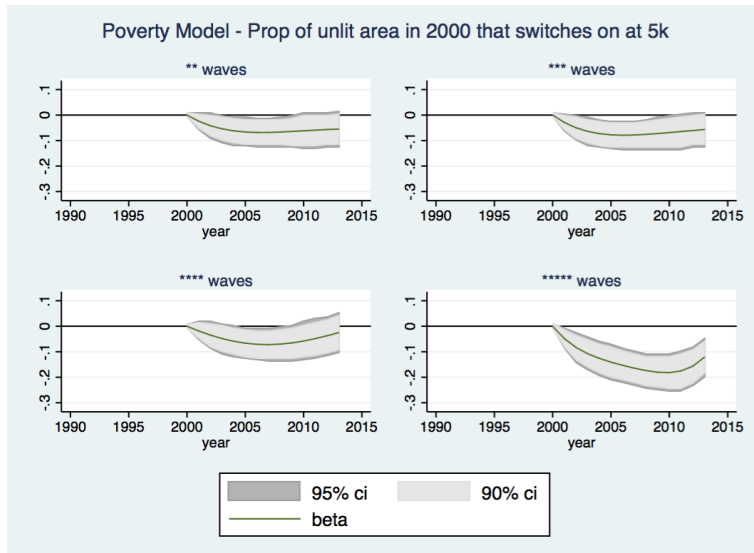 Poverty Model - Prop of unlit area in 2000 that switches on at 5k
** waves
.1
0
-.1
-.2
-.3
1990 1995 2000 2005 2010 2015
year
*** waves
.1
0
-.1
-.2
-.3
1990 1995 2000 2005 2010 2015
year
**** waves
.1
0
-.1
-.2
-.3
1990 1995 2000 2005 2010 2015
year
***** waves
.1
0
-.1
-.2
-.3
1990 1995 2000 2005 2010 2015
year
95% ci 90% ci
beta